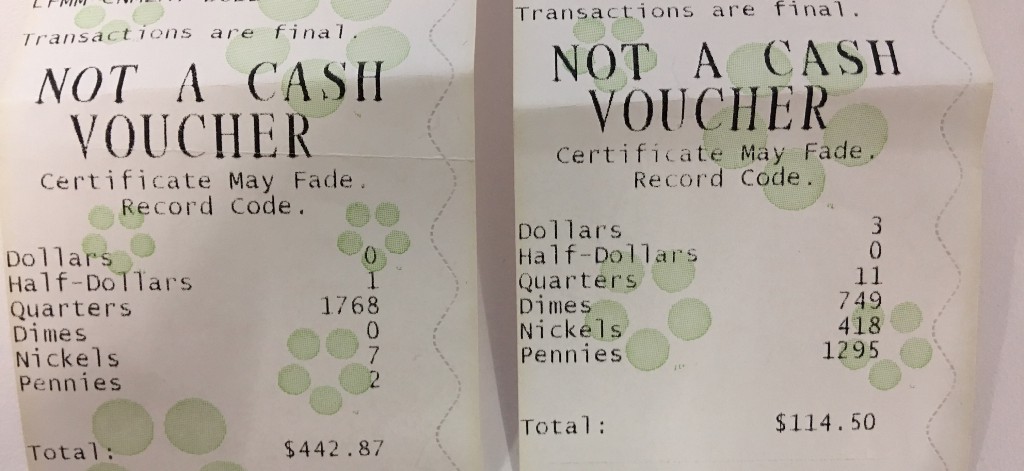 Transactions are final.
NOT A CASH
VOUCHER
Certificate May Fade.
Record Code.
Dollars 0
Half-Dollars 1
Quarters 1768
Dimes 0
Nickels 7
Pennies 2
Total: $442.87
Transactions are final.
NOT A CASH
VOUCHER
Certificate May Fade.
Record Code.
Dollars 3
Half-Dollars 0
Quarters 11
Dimes 749
Nickels 418
Pennies 1295
Total: $114.50